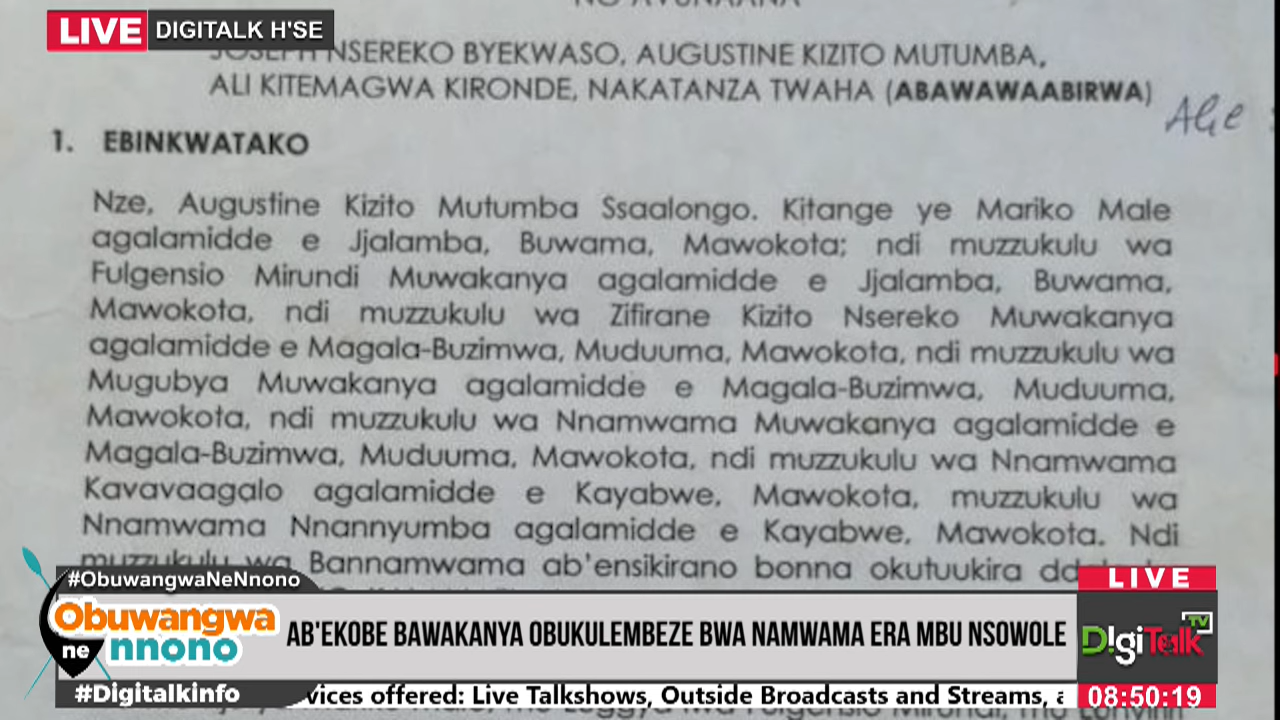 LIVE DIGITALK H'SE
JOSEPH NSEREKO BYEKWASO, AUGUSTINE KIZITO MUTUMBA,
ALI KITEMAGWA KIRONDE, NAKATANZA TWAHA (ABAWAWAABIRWA)
1. EBINKWATAKO
Nze, Augustine Kizito Mutumba Ssaalongo. Kitange ye Mariko Male
agalamidde e Jjalamba, Buwama, Mawokota; ndi muzzukulu wa
Fulgensio Mirundi Muwakanya agalamidde e Jjalamba, Buwama,
Mawokota, ndi muzzukulu wa Zifirane Kizito Nsereko Muwakanya
agalamidde e Magala-Buzimwa, Muduuma, Mawokota, ndi muzzukulu wa
Mugubya Muwakanya agalamidde e Magala-Buzimwa, Muduuma,
Mawokota, ndi muzzukulu wa Nnamwama Muwakanya agalamidde e
Magala-Buzimwa, Muduuma, Mawokota, ndi muzzukulu wa Nnamwama
Kavavaagalo agalamidde e Kayabwe, Mawokota, muzzukulu wa
Nnamwama Nnannyumba agalamidde e Kayabwe, Mawokota. Ndi
muzzukulu wa Bannamwama ab'ensikirano bonna okutuukira
#ObuwangwaNeNnono
Obuwangwa
ne nnono
AB'EKOBE BAWAKANYA OBUKULEMBEZE BWA NAMWAMA ERA MBU NSOWOLE
LIVE
DigiTalk TV
#Digitalkinfo
offered: Live Talkshows, Outside Broadcasts and Streams,
08:50:19